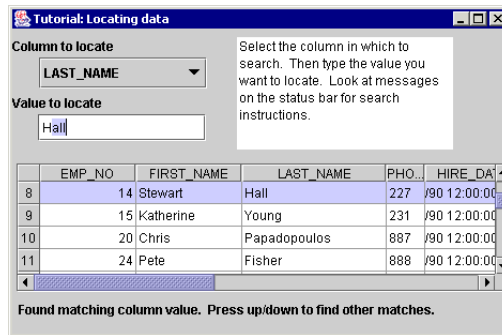 Tutorial: Locating data
Column to locate
LAST_NAME
Value to locate
Hall
Select the column in which to
search. Then type the value you
want to locate. Look at messages
on the status bar for search
instructions.
EMP_NO FIRST_NAME LAST_NAME PHO... HIRE_DAT
8 14 Stewart Hall 227 /90 12:00:00
9 15 Katherine Young 231 /90 12:00:00
10 20 Chris Papadopoulos 887 /90 12:00:00
11 24 Pete Fisher 888 /90 12:00:00
Found matching column value. Press up/down to find other matches.